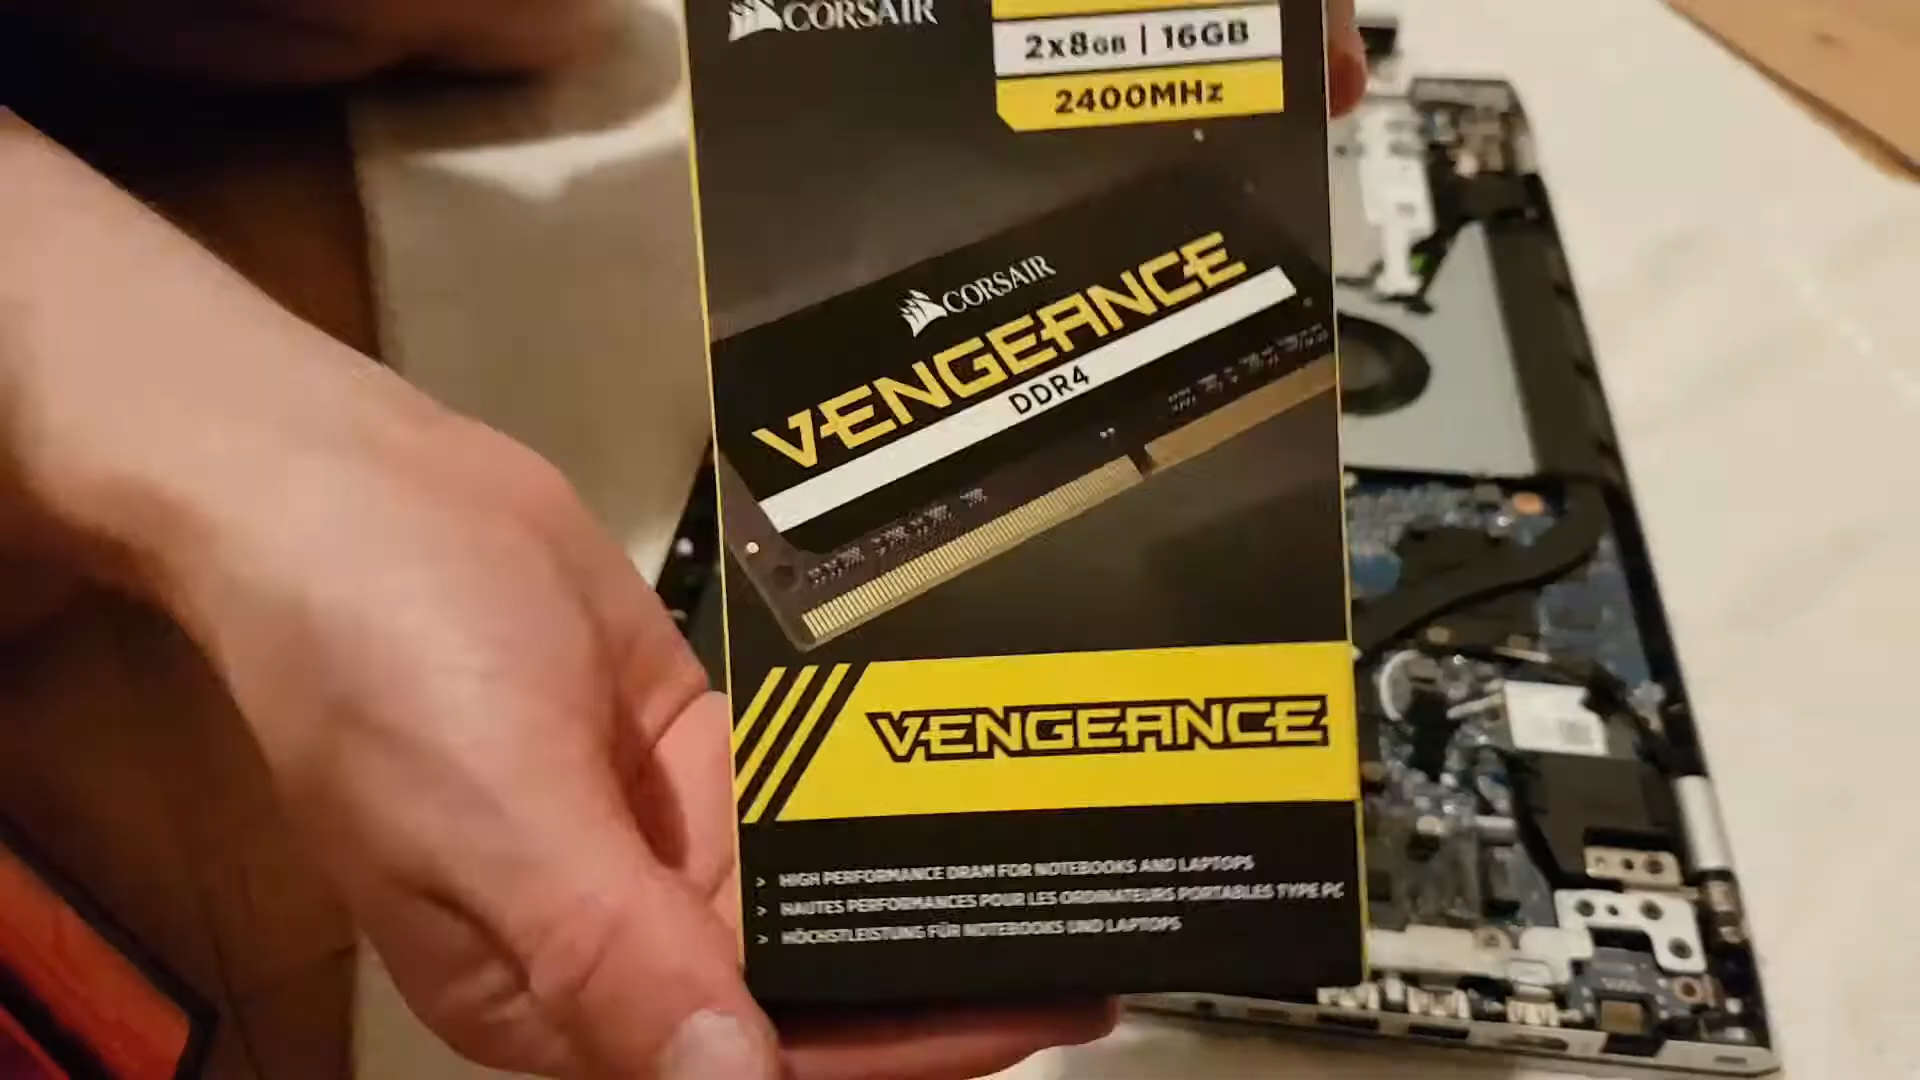 CORSAIR
2x8GB | 16GB
2400MHz
CORSAIR
VENGEANCE
DDR4
VENGEANCE
> HIGH PERFORMANCE DRAM FOR NOTEBOOKS AND LAPTOPS
> HAUTES PERFORMANCES POUR LES ORDINATEURS PORTABLES TYPE PC
> HÖCHSTLEISTUNG FÜR NOTEBOOKS UND LAPTOPS